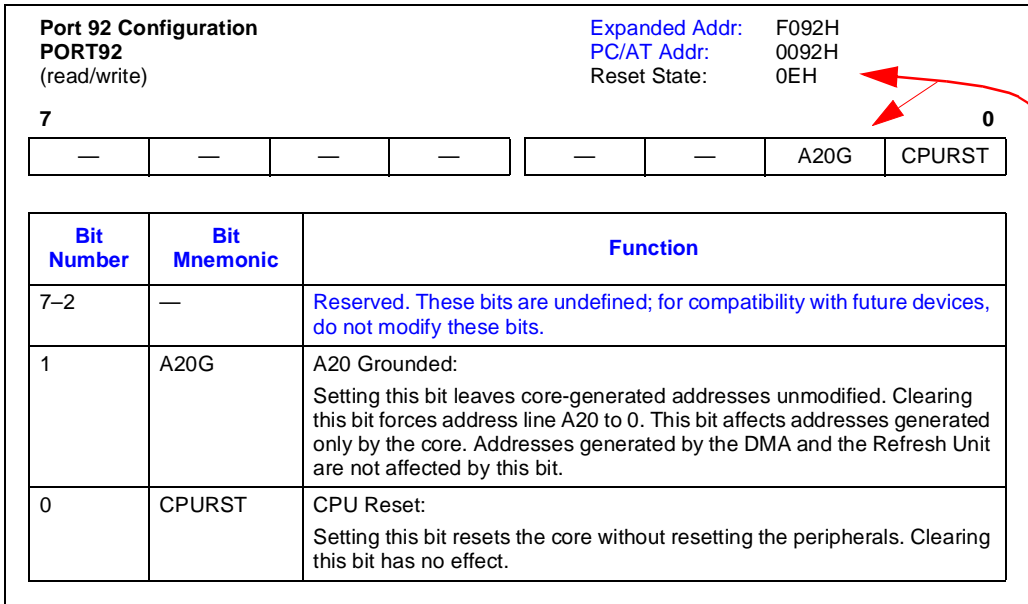 Port 92 Configuration Expanded Addr: F092H
PORT92 PC/AT Addr: 0092H
(read/write) Reset State: 0EH
7 0
— — — — — — A20G CPURST
Bit Number Bit Mnemonic Function
7–2 — Reserved. These bits are undefined; for compatibility with future devices,
do not modify these bits.
1 A20G A20 Grounded:
Setting this bit leaves core-generated addresses unmodified. Clearing
this bit forces address line A20 to 0. This bit affects addresses generated
only by the core. Addresses generated by the DMA and the Refresh Unit
are not affected by this bit.
0 CPURST CPU Reset:
Setting this bit resets the core without resetting the peripherals. Clearing
this bit has no effect.